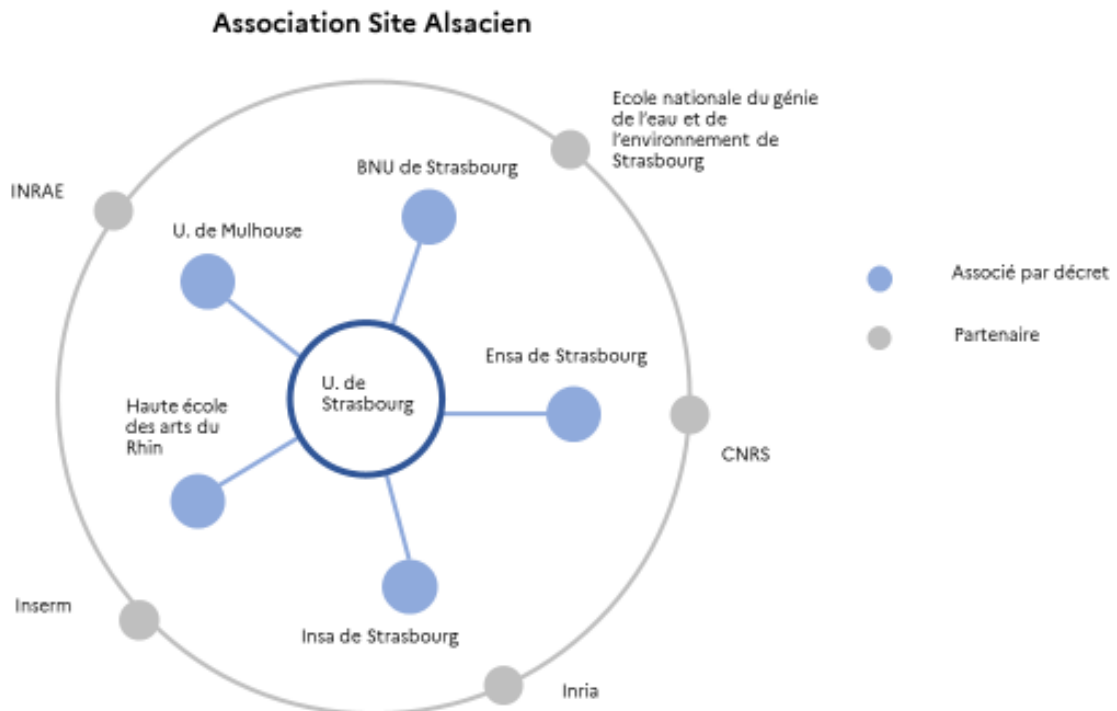 Association Site Alsacien
Ecole nationale du génie
de l'eau et de
l'environnement de
Strasbourg
BNU de Strasbourg
INRAE
U. de Mulhouse
Associé par décret
Partenaire
Ensa de Strasbourg
U. de
Strasbourg
Haute école
des arts du
Rhin
CNRS
Inserm
Insa de Strasbourg
Inria